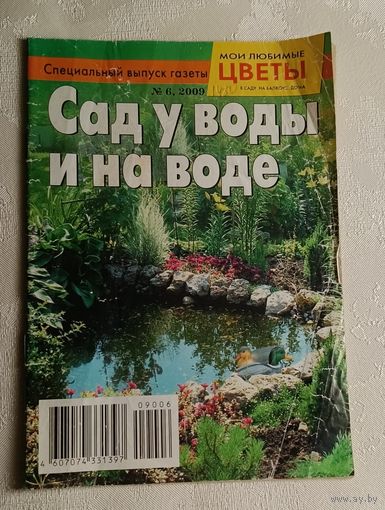 Специальный выпуск газеты
МОИ ЛЮБИМЫЕ
ЦВЕТЫ
В САДУ, НА БАЛКОНЕ, ДОМА
№ 6, 2009
Сад у воды
и на воде
09006
4 607074 331397
www.ay.by